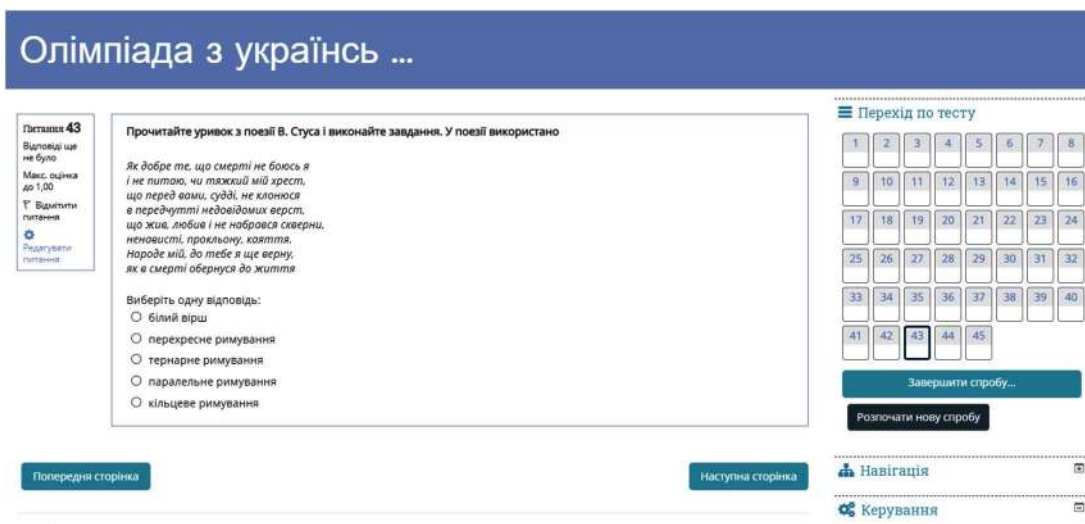 Олімпіада з українсь ...
Питання 43
Відповіді ще
не було
Макс. оцінка
до 1,00
Відмітити
питання
Редагувати
питання
Прочитайте уривок з поезії В. Стуса і виконайте завдання. У поезії використано
Як добре те, що смерті не боюсь я
і не питаю, чи тяжкий мій хрест,
що перед вами, судді, не клонюся
в передчутті недовідомих верст,
що жив, любив і не набрався скверни,
ненависті, прокльону, каяття.
Народе мій, до тебе я ще верну,
як в смерті обернуся до життя
Виберіть одну відповідь:
білий вірш
перехресне римування
тернарне римування
паралельне римування
кільцеве римування
Попередня сторінка
Наступна сторінка
Перехід по тесту
1 2 3 4 5 6 7 8
9 10 11 12 13 14 15 16
17 18 19 20 21 22 23 24
25 26 27 28 29 30 31 32
33 34 35 36 37 38 39 40
41 42 43 44 45
Завершити спробу...
Розпочати нову спробу
Навігація
Керування